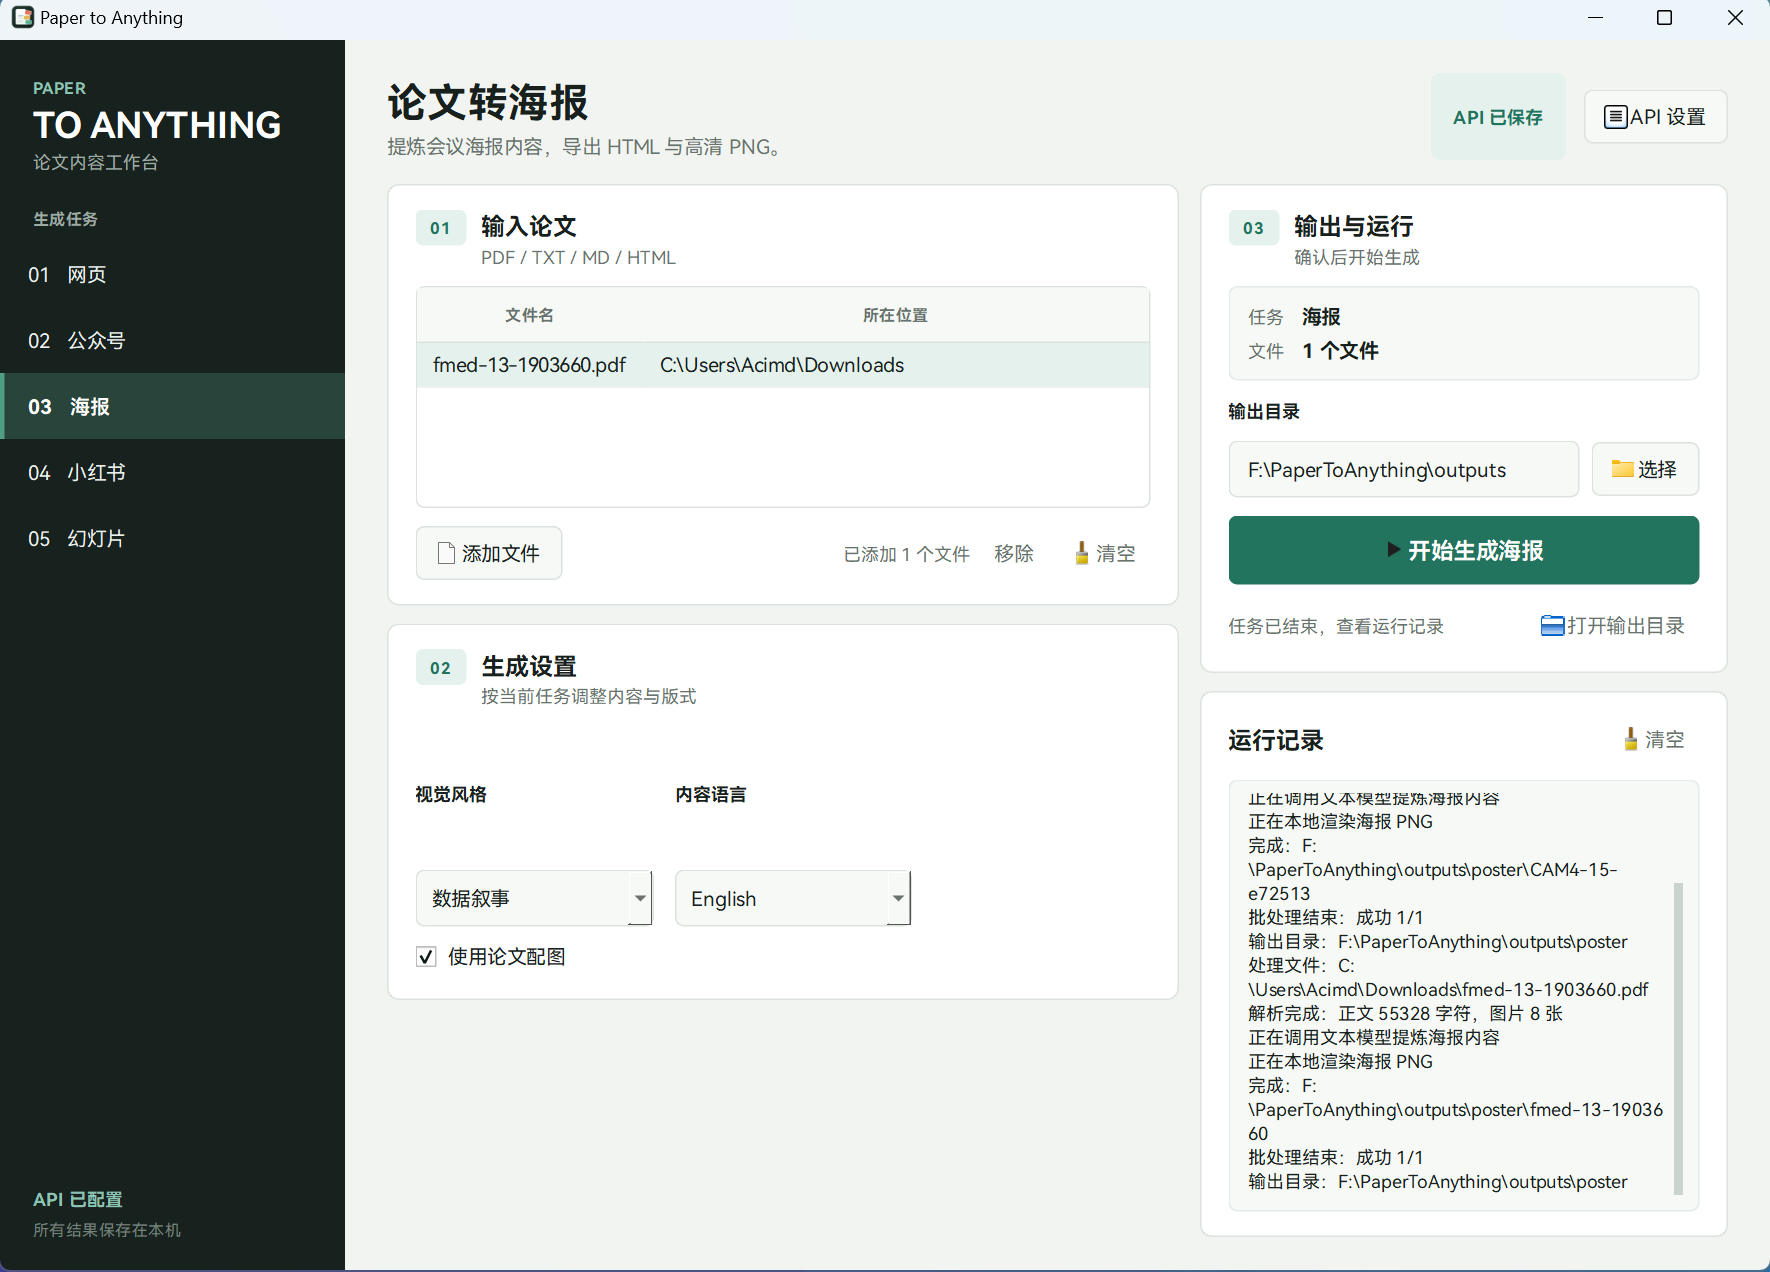 Paper to Anything
PAPER
TO ANYTHING
论文内容工作台
生成任务
01 网页
02 公众号
03 海报
04 小红书
05 幻灯片
API 已配置
所有结果保存在本机
论文转海报
提炼会议海报内容，导出 HTML 与高清 PNG。
API 已保存
API 设置
01 输入论文
PDF / TXT / MD / HTML
文件名 所在位置
fmed-13-1903660.pdf C:\Users\Acimd\Downloads
添加文件 已添加 1 个文件 移除 清空
02 生成设置
按当前任务调整内容与版式
视觉风格 内容语言
数据叙事 English
使用论文配图
03 输出与运行
确认后开始生成
任务 海报
文件 1 个文件
输出目录
F:\PaperToAnything\outputs 选择
开始生成海报
任务已结束，查看运行记录 打开输出目录
运行记录 清空
正在调用文本模型提炼海报内容
正在本地渲染海报 PNG
完成：F:
\PaperToAnything\outputs\poster\CAM4-15-
e72513
批处理结束：成功 1/1
输出目录：F:\PaperToAnything\outputs\poster
处理文件：C:
\Users\Acimd\Downloads\fmed-13-1903660.pdf
解析完成：正文 55328 字符，图片 8 张
正在调用文本模型提炼海报内容
正在本地渲染海报 PNG
完成：F:
\PaperToAnything\outputs\poster\fmed-13-19036
60
批处理结束：成功 1/1
输出目录：F:\PaperToAnything\outputs\poster